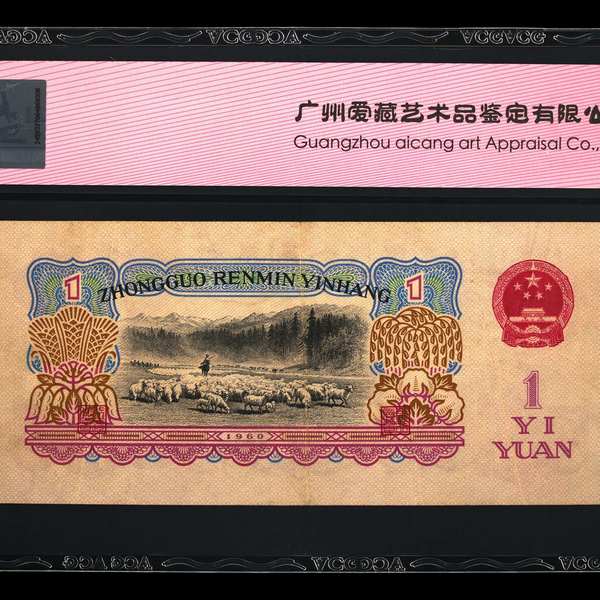 广州爱藏艺术品鉴定有限公
Guangzhou aicang art Appraisal Co.,
1
ZHONGGUO RENMIN YINHANG
1
1960
1
YI
YUAN